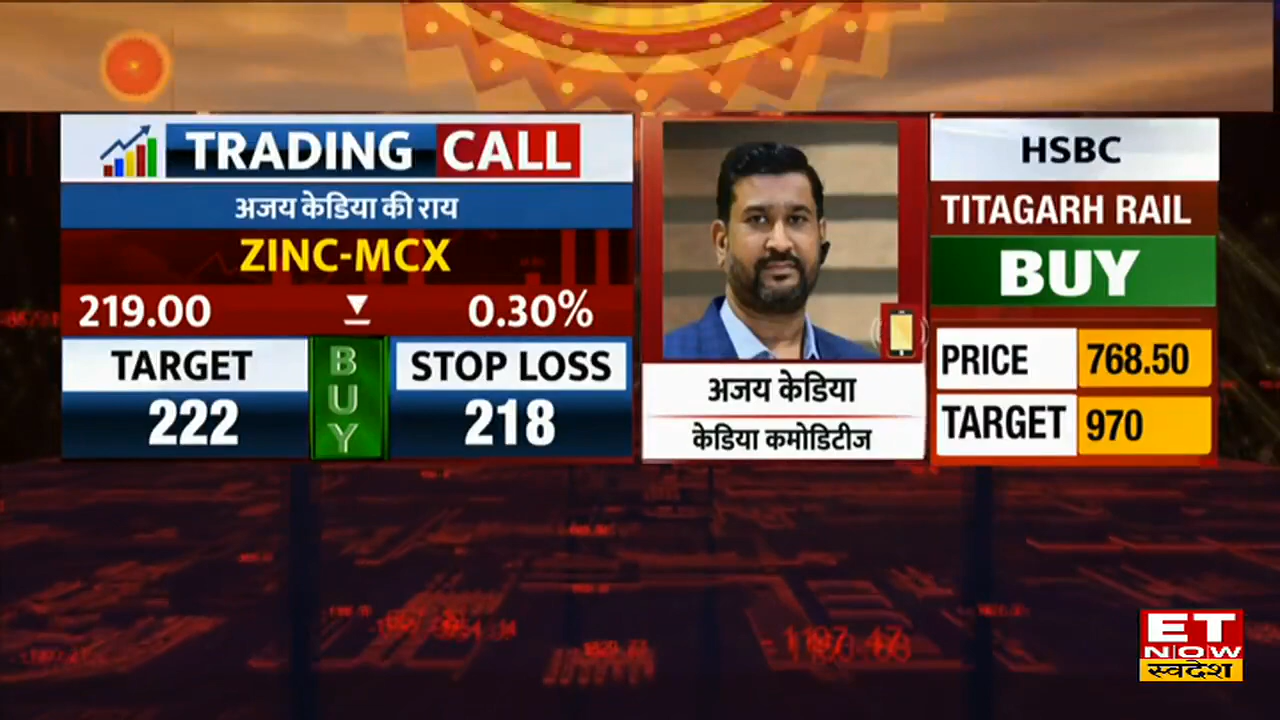 TRADING CALL
अजय केडिया की राय
ZINC-MCX
219.00 0.30%
TARGET
222
BUY
STOP LOSS
218
अजय केडिया
केडिया कमोडिटीज
HSBC
TITAGARH RAIL
BUY
PRICE 768.50
TARGET 970
ET
NOW
स्वदेश